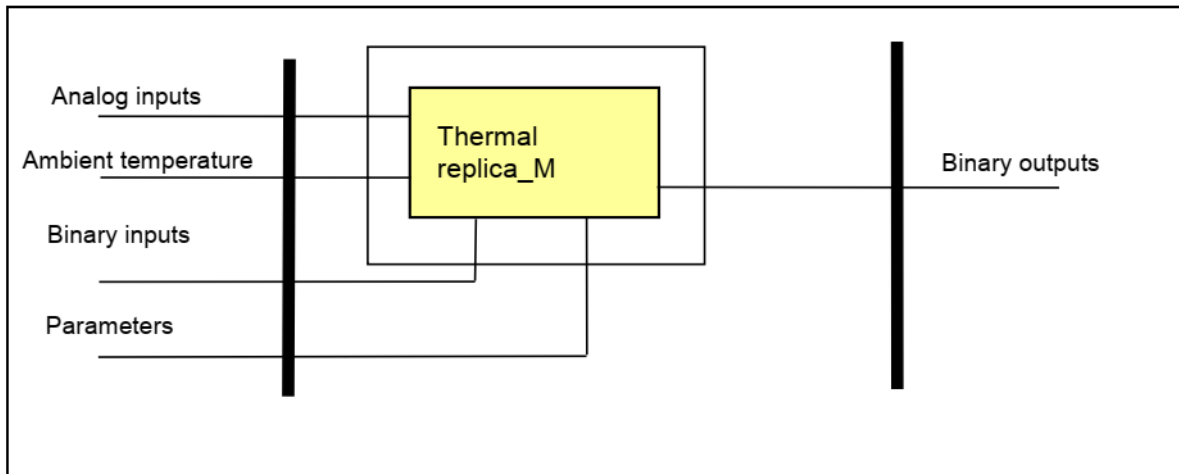 Analog inputs
Ambient temperature
Binary inputs
Parameters
Thermal
replica_M
Binary outputs